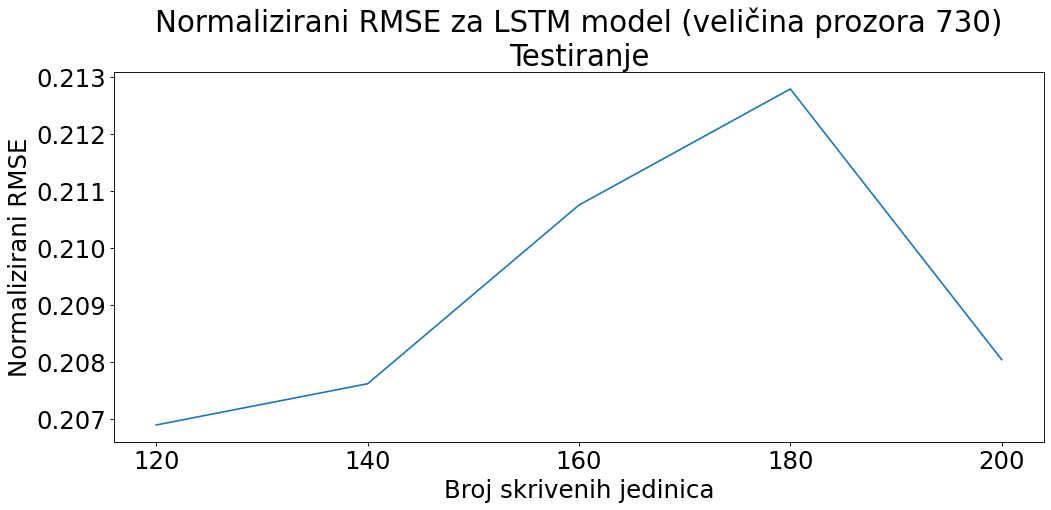 Normalizirani RMSE za LSTM model (veličina prozora 730)
Testiranje
Normalizirani RMSE
0.213
0.212
0.211
0.210
0.209
0.208
0.207
120 140 160 180 200
Broj skrivenih jedinica